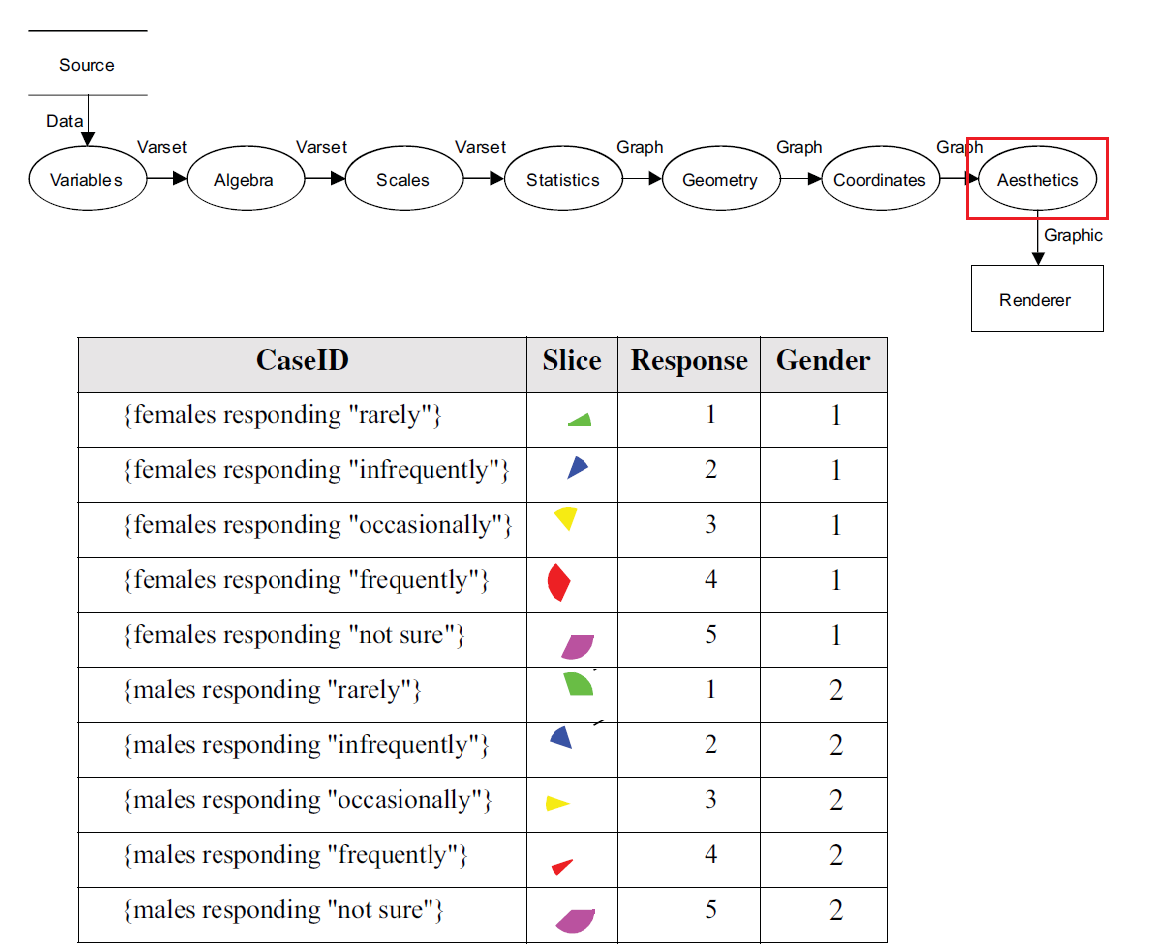 Source
Data
Varset Varset Varset Graph Graph Graph
Variables Algebra Scales Statistics Geometry Coordinates Aesthetics
Graphic
Renderer
CaseID Slice Response Gender
{females responding "rarely"} 1 1
{females responding "infrequently"} 2 1
{females responding "occasionally"} 3 1
{females responding "frequently"} 4 1
{females responding "not sure"} 5 1
{males responding "rarely"} 1 2
{males responding "infrequently"} 2 2
{males responding "occasionally"} 3 2
{males responding "frequently"} 4 2
{males responding "not sure"} 5 2